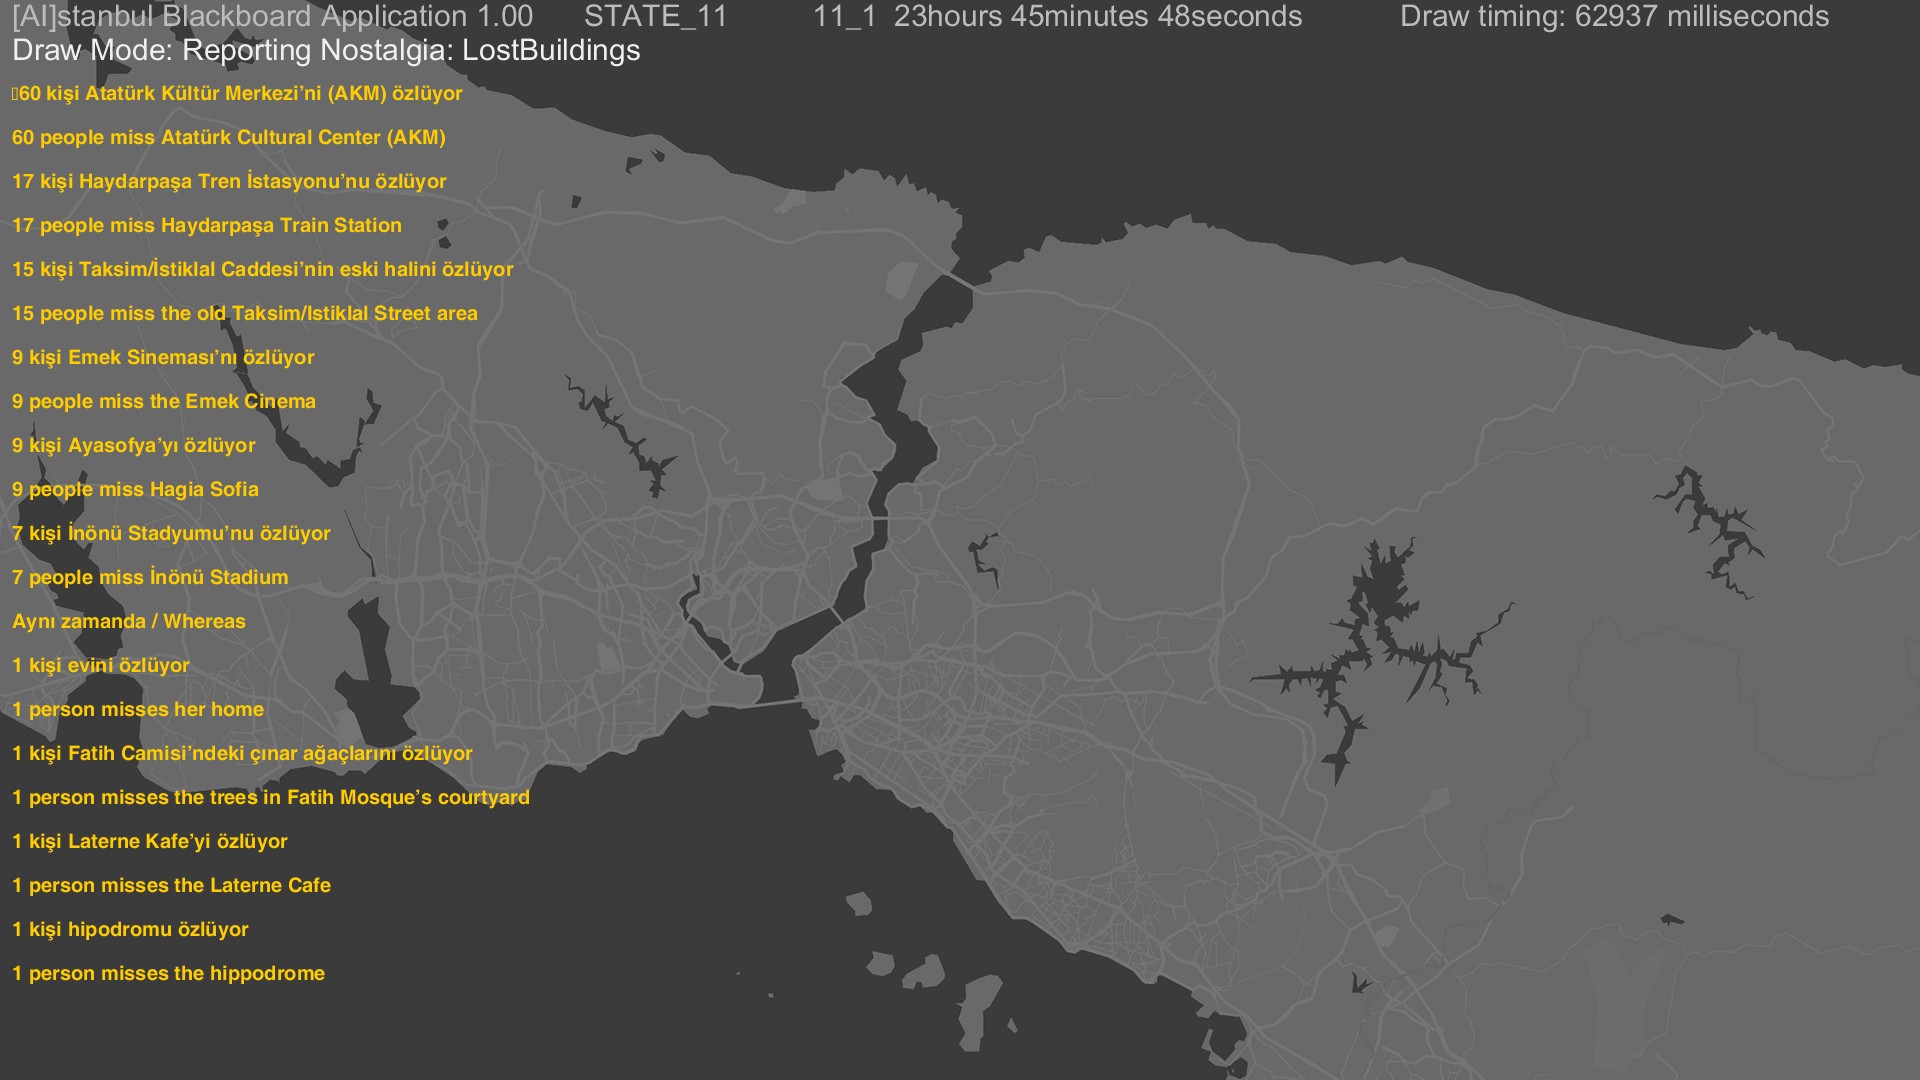 [AI]stanbul Blackboard Application 1.00 STATE_11 11_1 23hours 45minutes 48seconds Draw timing: 62937 milliseconds
Draw Mode: Reporting Nostalgia: LostBuildings
60 kişi Atatürk Kültür Merkezi’ni (AKM) özlüyor
60 people miss Atatürk Cultural Center (AKM)
17 kişi Haydarpaşa Tren İstasyonu’nu özlüyor
17 people miss Haydarpaşa Train Station
15 kişi Taksim/İstiklal Caddesi’nin eski halini özlüyor
15 people miss the old Taksim/Istiklal Street area
9 kişi Emek Sineması’nı özlüyor
9 people miss the Emek Cinema
9 kişi Ayasofya’yı özlüyor
9 people miss Hagia Sofia
7 kişi İnönü Stadyumu’nu özlüyor
7 people miss İnönü Stadium
Aynı zamanda / Whereas
1 kişi evini özlüyor
1 person misses her home
1 kişi Fatih Camisi’ndeki çınar ağaçlarını özlüyor
1 person misses the trees in Fatih Mosque’s courtyard
1 kişi Laterne Kafe’yi özlüyor
1 person misses the Laterne Cafe
1 kişi hipodromu özlüyor
1 person misses the hippodrome